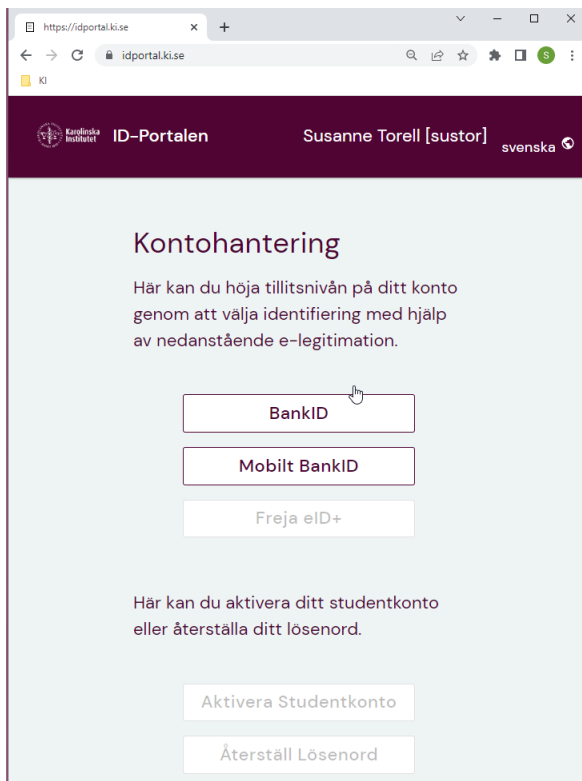 https://idportal.ki.se
idportal.ki.se
S
KI
Karolinska
Institutet
ID-Portalen
Susanne Torell [sustor]
svenska
Kontohantering
Här kan du höja tillitsnivån på ditt konto
genom att välja identifiering med hjälp
av nedanstående e-legitimation.
BankID
Mobilt BankID
Freja eID+
Här kan du aktivera ditt studentkonto
eller återställa ditt lösenord.
Aktivera Studentkonto
Återställ Lösenord